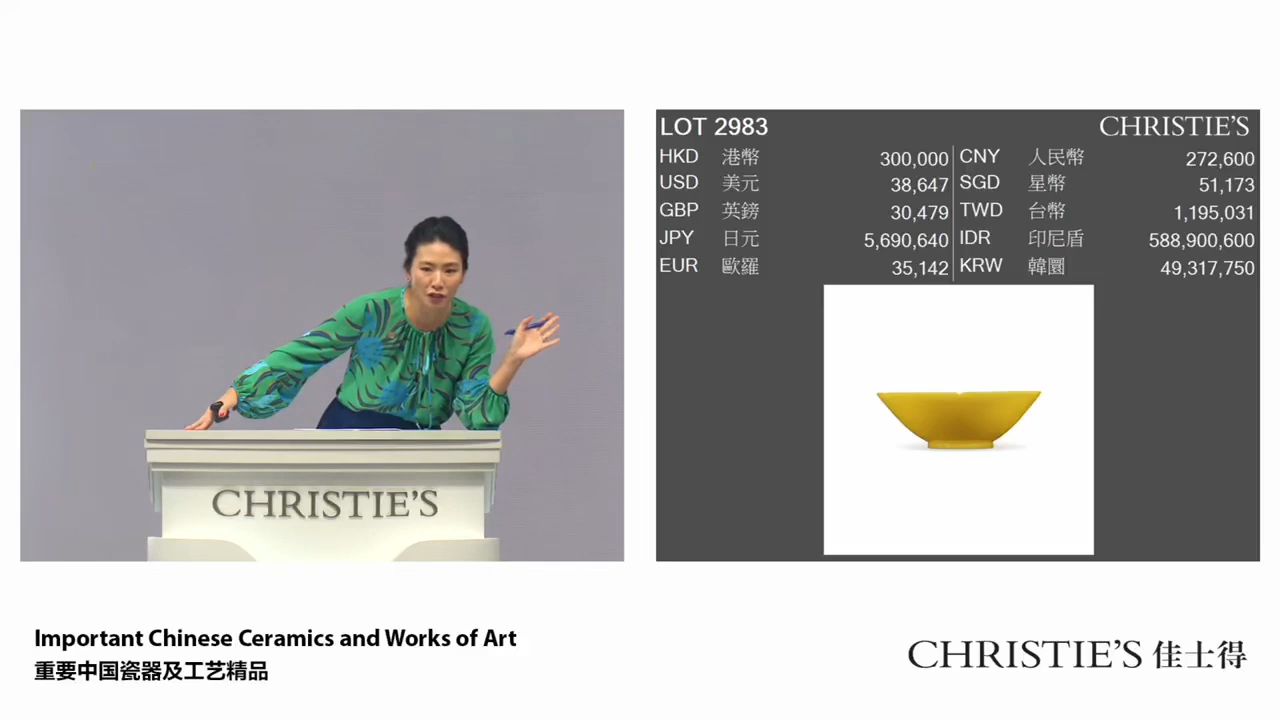 CHRISTIE'S
LOT 2983 CHRISTIE'S
HKD 港幣 300,000 CNY 人民幣 272,600
USD 美元 38,647 SGD 星幣 51,173
GBP 英鎊 30,479 TWD 台幣 1,195,031
JPY 日元 5,690,640 IDR 印尼盾 588,900,600
EUR 歐羅 35,142 KRW 韓圜 49,317,750
Important Chinese Ceramics and Works of Art
重要中国瓷器及工艺精品
CHRISTIE'S 佳士得